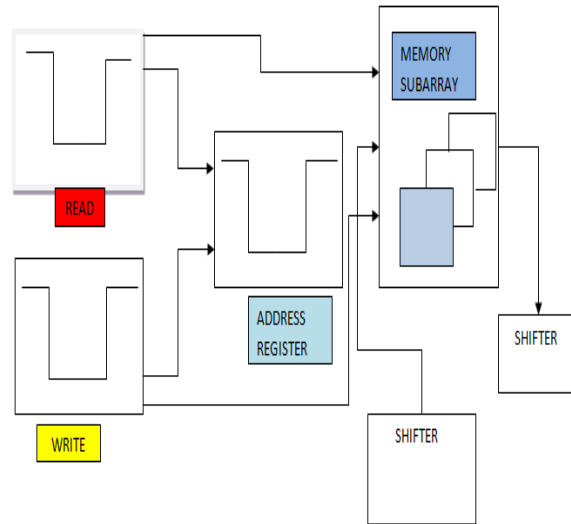 MEMORY
SUBARRAY
READ
ADDRESS
REGISTER
SHIFTER
SHIFTER
WRITE